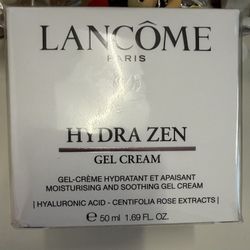 LANCÔME
PARIS
HYDRA ZEN
GEL CREAM
GEL-CRÈME HYDRATANT ET APAISANT
MOISTURISING AND SOOTHING GEL CREAM
| HYALURONIC ACID - CENTIFOLIA ROSE EXTRACTS |
e 50 ml 1.69 FL. OZ.